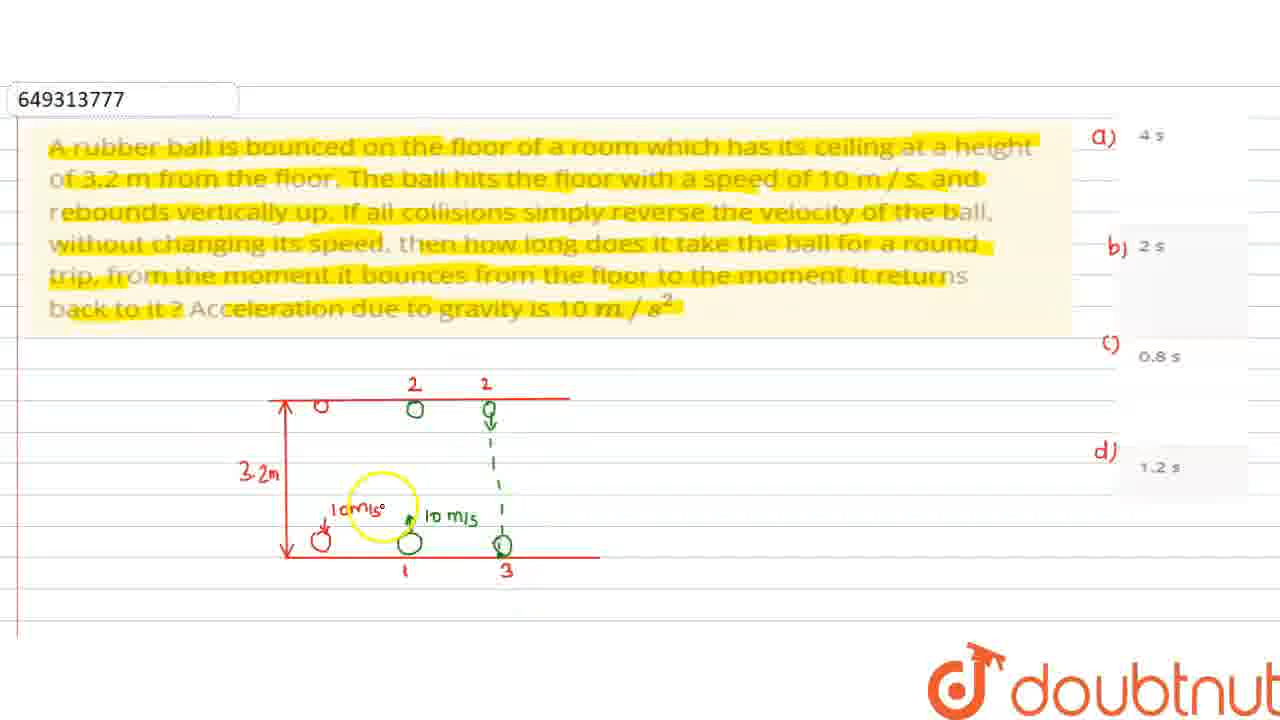 649313777
A rubber ball is bounced on the floor of a room which has its ceiling at a height
of 3.2 m from the floor. The ball hits the floor with a speed of 10 m/s, and
rebounds vertically up. If all collisions simply reverse the velocity of the ball,
without changing its speed, then how long does it take the ball for a round
trip, from the moment it bounces from the floor to the moment it returns
back to it ? Acceleration due to gravity is 10 m/s²
a) 4 s
b) 2 s
c) 0.8 s
d) 1.2 s
2 2
3.2m
10m/s
10 m/s
1 3
doubtnut